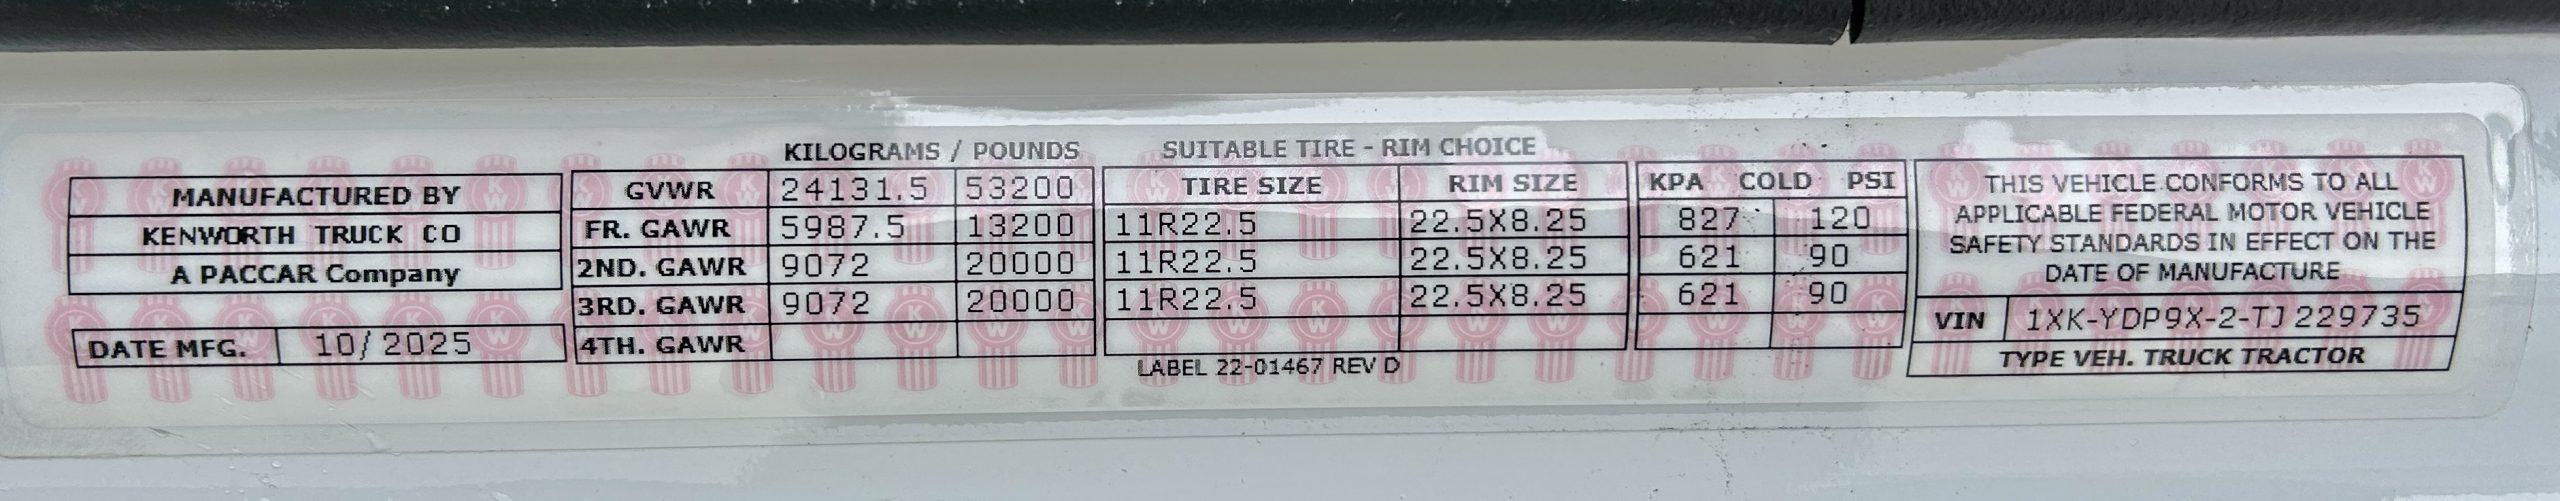 KILOGRAMS / POUNDS SUITABLE TIRE - RIM CHOICE
MANUFACTURED BY
KENWORTH TRUCK CO
A PACCAR Company
DATE MFG. 10/2025
GVWR 24131.5 53200
FR. GAWR 5987.5 13200
2ND. GAWR 9072 20000
3RD. GAWR 9072 20000
4TH. GAWR
TIRE SIZE RIM SIZE KPA COLD PSI
11R22.5 22.5X8.25 827 120
11R22.5 22.5X8.25 621 90
11R22.5 22.5X8.25 621 90
LABEL 22-01467 REV D
THIS VEHICLE CONFORMS TO ALL
APPLICABLE FEDERAL MOTOR VEHICLE
SAFETY STANDARDS IN EFFECT ON THE
DATE OF MANUFACTURE
VIN 1XK-YDP9X-2-TJ229735
TYPE VEH. TRUCK TRACTOR